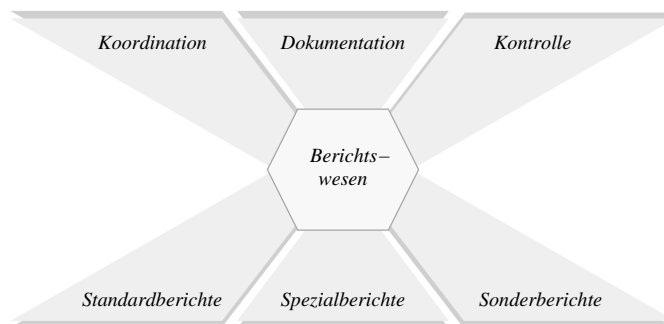 Koordination Dokumentation Kontrolle
Berichts–
wesen
Standardberichte Spezialberichte Sonderberichte